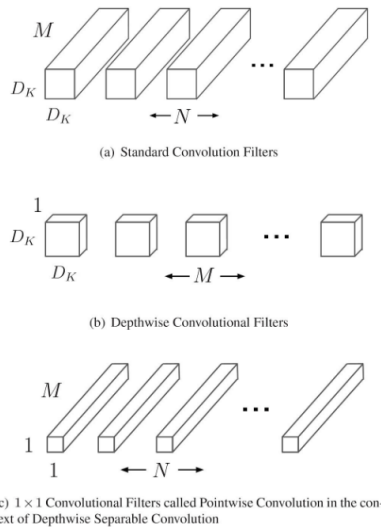 M
D_K
D_K
N
(a) Standard Convolution Filters
1
D_K
D_K
M
(b) Depthwise Convolutional Filters
M
1
1
N
c) 1 × 1 Convolutional Filters called Pointwise Convolution in the con-
ext of Depthwise Separable Convolution